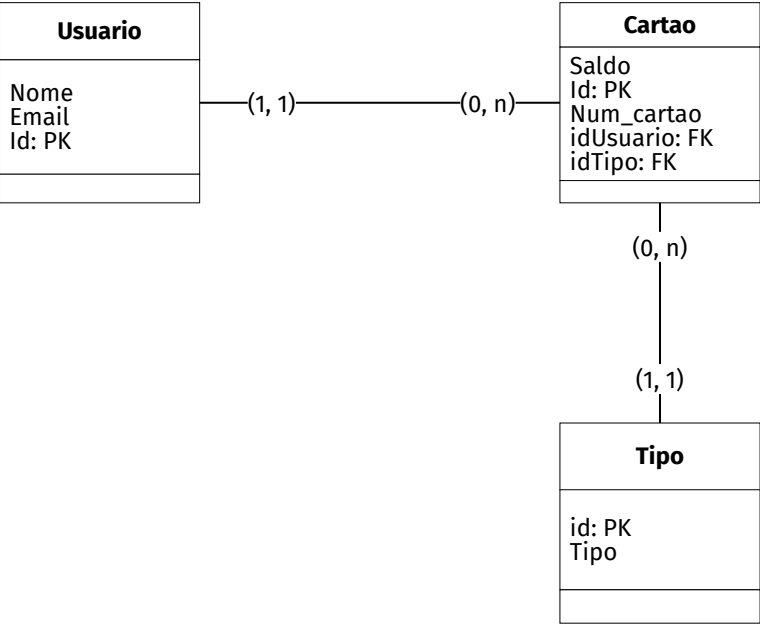 Usuario
Nome
Email
Id: PK
(1, 1)
(0, n)
Cartao
Saldo
Id: PK
Num_cartao
idUsuario: FK
idTipo: FK
(0, n)
(1, 1)
Tipo
id: PK
Tipo